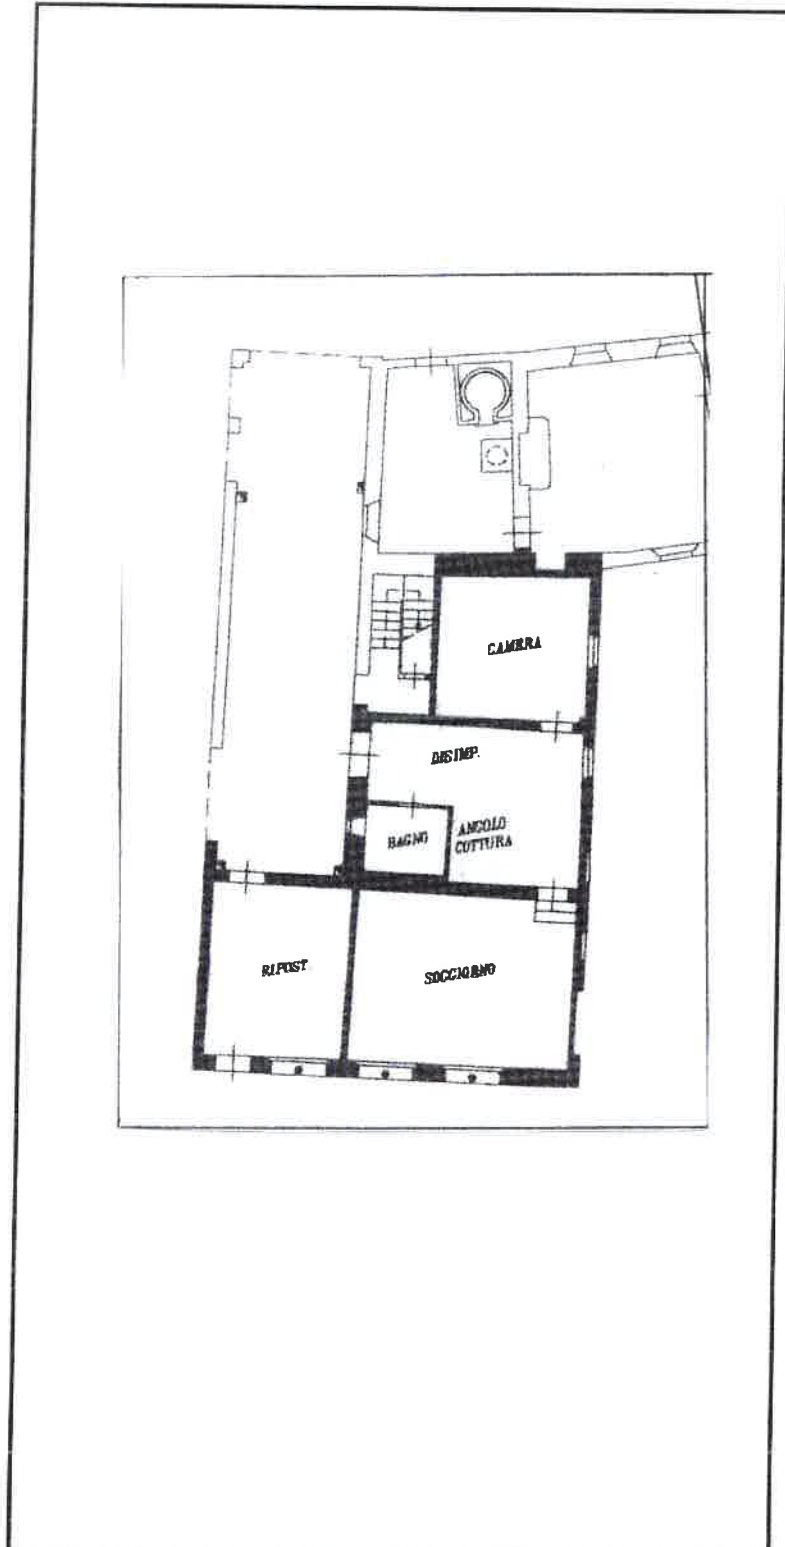 CAMERA
DISIMP.
BAGNO
ANGOLO
COTTURA
RIPOST.
SOGGIORNO